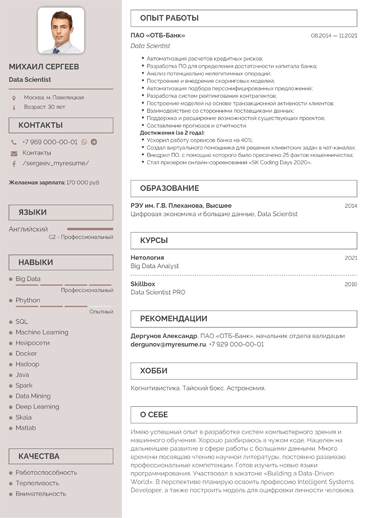 МИХАИЛ СЕРГЕЕВ
Data Scientist
Москва, м. Павелецкая
Возраст: 30 лет
КОНТАКТЫ
+7 969 000-00-01
Контакты
/sergeev_myresume/
Желаемая зарплата: 170 000 руб
ЯЗЫКИ
Английский
C2 - Профессиональный
НАВЫКИ
Big Data
Профессиональный
Phython
Опытный
SQL
Machine Learning
Нейросети
Docker
Hadoop
Java
Spark
Data Mining
Deep Learning
Skala
Matlab
КАЧЕСТВА
Работоспособность
Терпеливость
Внимательность
ОПЫТ РАБОТЫ
ПАО «ОТБ-Банк» 08.2014 — 11.2021
Data Scientist
Автоматизация расчетов кредитных рисков;
Разработка ПО для определения достаточности капитала банка;
Анализ потенциально нелегитимных операций;
Построение и внедрение скоринговых моделей;
Автоматизация подбора персонифицированных предложений;
Разработка систем рейтингования контрагентов;
Построение моделей на основе транзакционной активности клиентов;
Взаимодействие со сторонними поставщиками данных;
Поддержка и расширение возможностей существующих проектов;
Составление прогнозов и отчетности.
Достижения (за 2 года):
Ускорил работу сервисов банка на 40%;
Создал виртуального помощника для решения клиентских задач в чат-каналах;
Внедрил ПО, с помощью которого было пресечено 25 фактов мошенничества;
Стал призером онлайн-соревнований «SK Coding Days 2020».
ОБРАЗОВАНИЕ
РЭУ им. Г.В. Плеханова, Высшее 2014
Цифровая экономика и большие данные, Data Scientist
КУРСЫ
Нетология 2021
Big Data Analyst
Skillbox 2016
Data Scientist PRO
РЕКОМЕНДАЦИИ
Дергунов Александр, ПАО «ОТБ-Банк», начальник отдела валидации
dergunov@myresume.ru, +7 929 000-00-01
ХОББИ
Когнитивистика, Тайский бокс, Астрономия.
О СЕБЕ
Имею успешный опыт в разработке систем компьютерного зрения и
машинного обучения. Хорошо разбираюсь в чужом коде. Нацелен на
дальнейшее развитие в сфере работы с большими данными. Много
времени посвящаю чтению научной литературы, постоянно развиваю
профессиональные компетенции. Готов изучить новые языки
программирования. Участвовал в хакатоне «Building a Data-Driven
World». В перспективе планирую освоить профессию Intelligent Systems
Developer, а также построить модель для оцифровки личности человека.